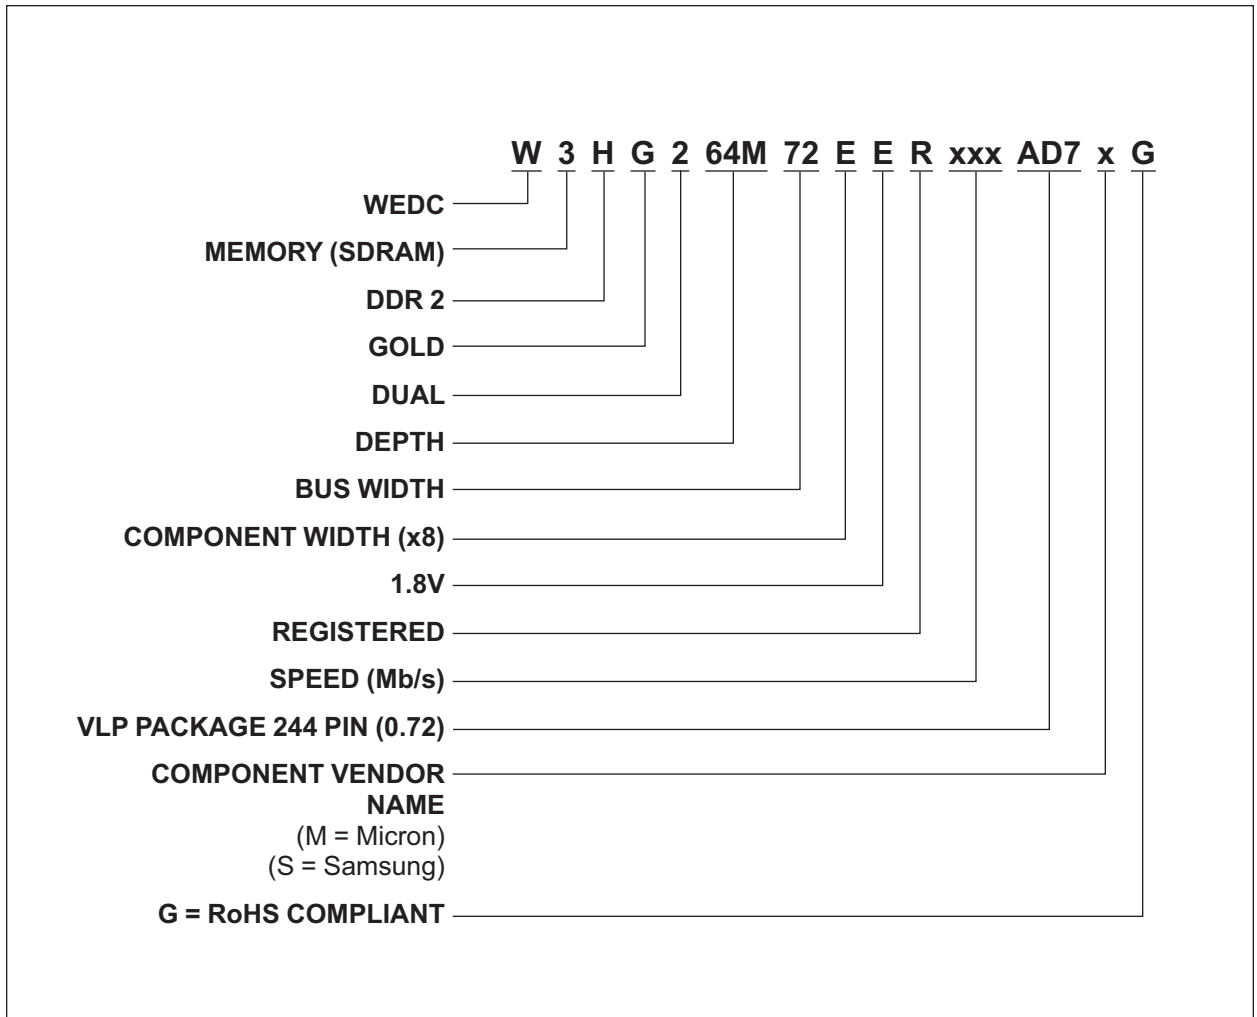 W 3 H G 2 64M 72 E E R xxx AD7 x G
WEDC
MEMORY (SDRAM)
DDR 2
GOLD
DUAL
DEPTH
BUS WIDTH
COMPONENT WIDTH (x8)
1.8V
REGISTERED
SPEED (Mb/s)
VLP PACKAGE 244 PIN (0.72)
COMPONENT VENDOR
NAME
(M = Micron)
(S = Samsung)
G = RoHS COMPLIANT